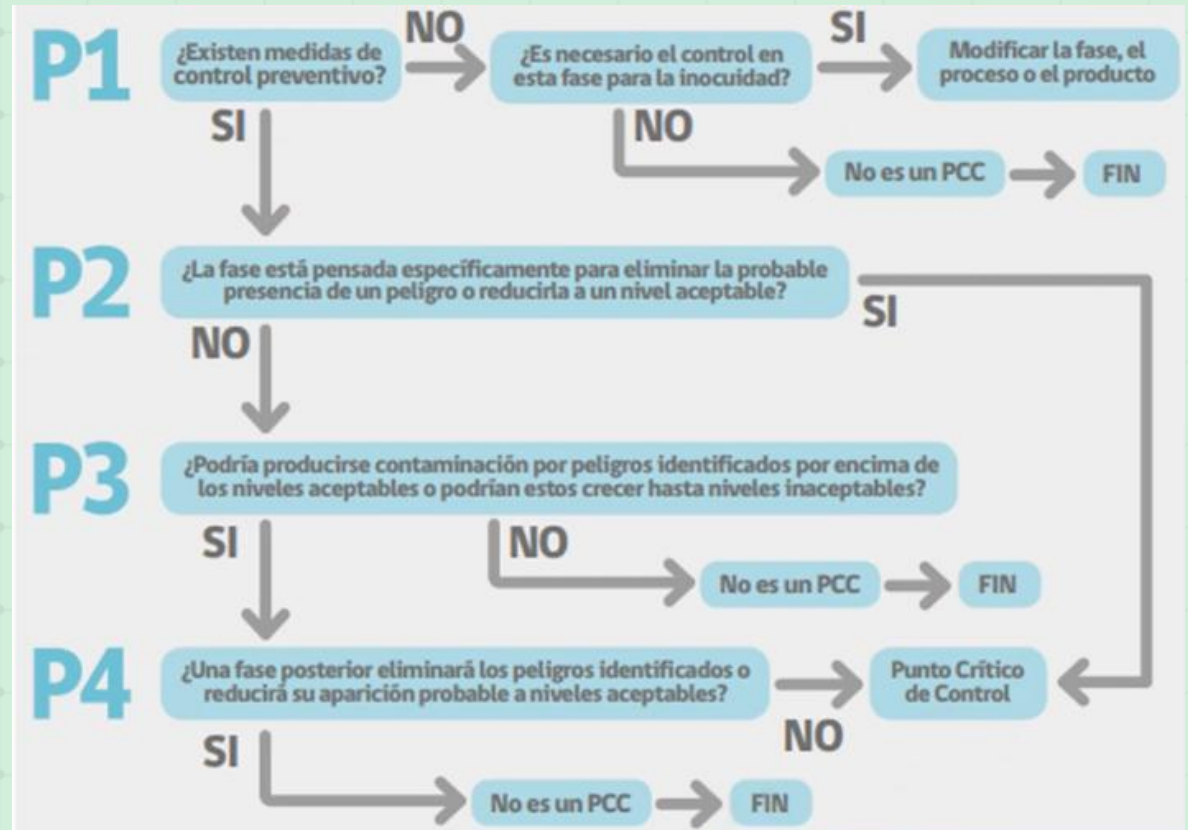 P1
¿Existen medidas de
control preventivo?
NO
¿Es necesario el control en
esta fase para la inocuidad?
SI
Modificar la fase, el
proceso o el producto
SI
NO
No es un PCC
FIN
P2
¿La fase está pensada específicamente para eliminar la probable
presencia de un peligro o reducirla a un nivel aceptable?
SI
NO
P3
¿Podría producirse contaminación por peligros identificados por encima de
los niveles aceptables o podrían estos crecer hasta niveles inaceptables?
SI
NO
No es un PCC
FIN
P4
¿Una fase posterior eliminará los peligros identificados o
reducirá su aparición probable a niveles aceptables?
NO
Punto Crítico
de Control
SI
No es un PCC
FIN